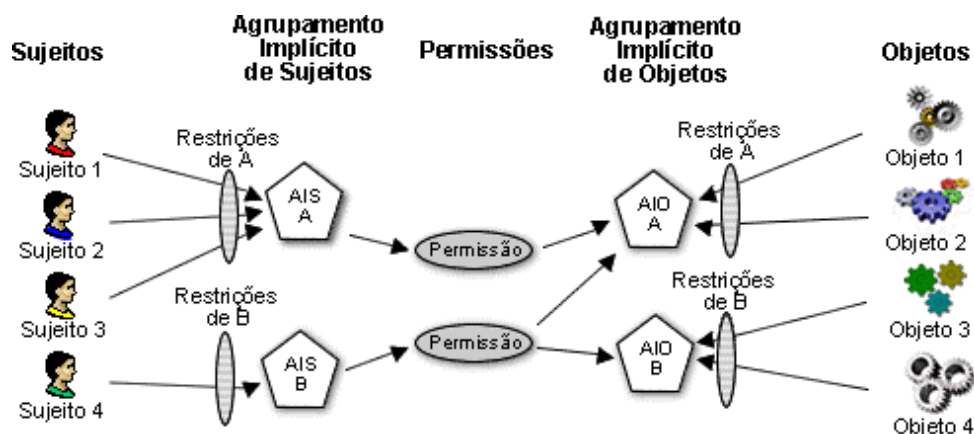 Sujeitos
Agrupamento
Implícito
de Sujeitos
Permissões
Agrupamento
Implícito
de Objetos
Objetos
Sujeito 1
Sujeito 2
Sujeito 3
Sujeito 4
Restrições
de A
AIS
A
Restrições
de B
AIS
B
Permissão
Permissão
Restrições
de A
AIO
A
Restrições
de B
AIO
B
Objeto 1
Objeto 2
Objeto 3
Objeto 4